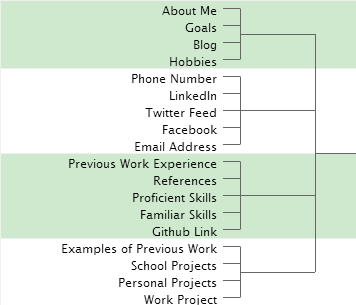 About Me
Goals
Blog
Hobbies
Phone Number
LinkedIn
Twitter Feed
Facebook
Email Address
Previous Work Experience
References
Proficient Skills
Familiar Skills
Github Link
Examples of Previous Work
School Projects
Personal Projects
Work Project